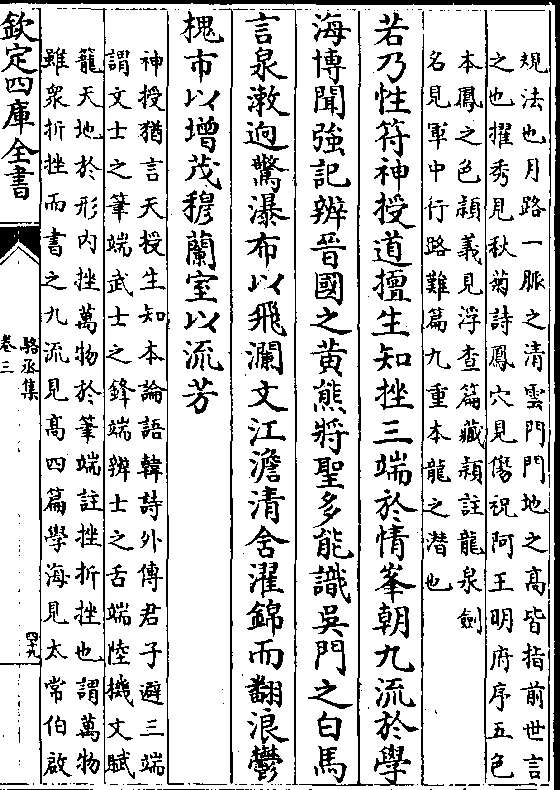 規法也月路一脈之清雲門門地之高皆指前世言
之也擢秀見秋菊詩鳳穴見傷祝阿王明府序五色
本鳳之色頴義見浮查篇藏頴註龍泉劍
名見軍中行路難篇九重本龍之潛也
若乃性符神授道擅生知挫三端於情峯朝九流於學
海博聞強記辨晉國之黃熊將聖多能識吳門之白馬
言泉漱迥驚瀑布以飛瀾文江澹清含濯錦而翻浪鬱
槐市以增茂穆蘭室以流芳
神授猶言天授生知本論語韓詩外傳君子避三端
謂文士之筆端武士之鋒端辨士之舌端陸機文賦
籠天地於形內挫萬物於筆端註挫折挫也謂萬物
雖衆折挫而書之九流見高四篇學海見太常伯啟
欽定四庫全書
駱丞集
卷三
四十九